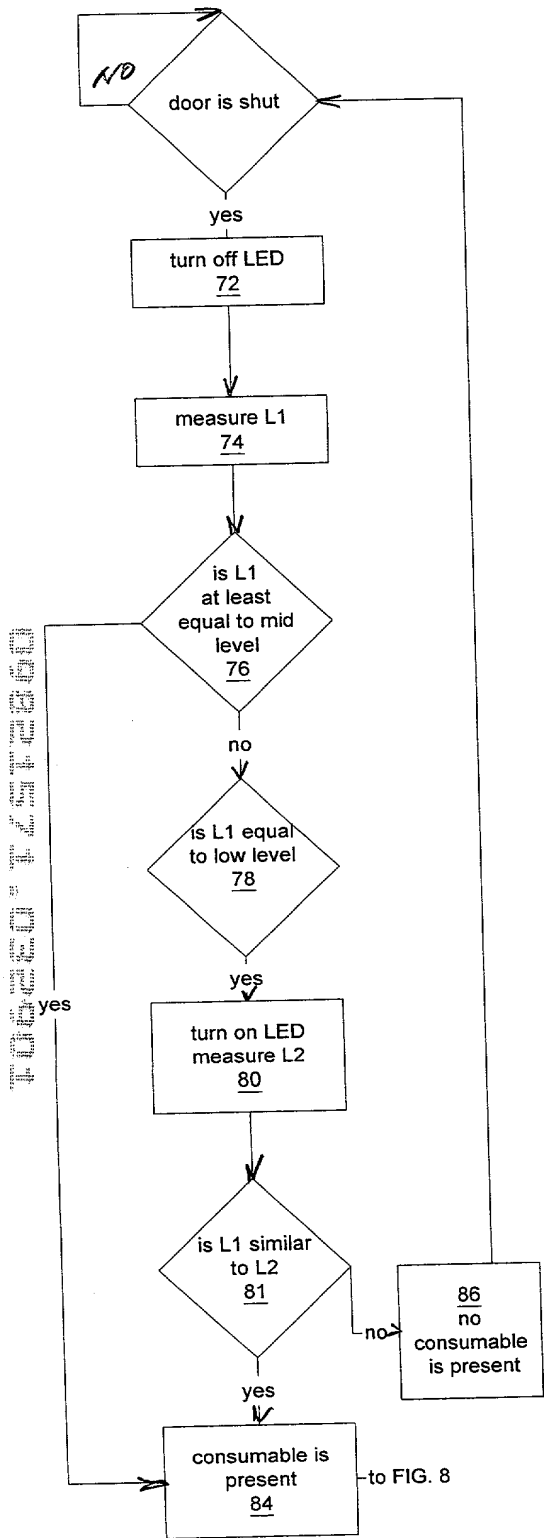 NO
door is shut
yes
turn off LED
72
measure L1
74
is L1
at least
equal to mid
level
76
no
is L1 equal
to low level
78
yes
yes
turn on LED
measure L2
80
is L1 similar
to L2
81
no
86
no
consumable
is present
yes
consumable is
present
84
to FIG. 8